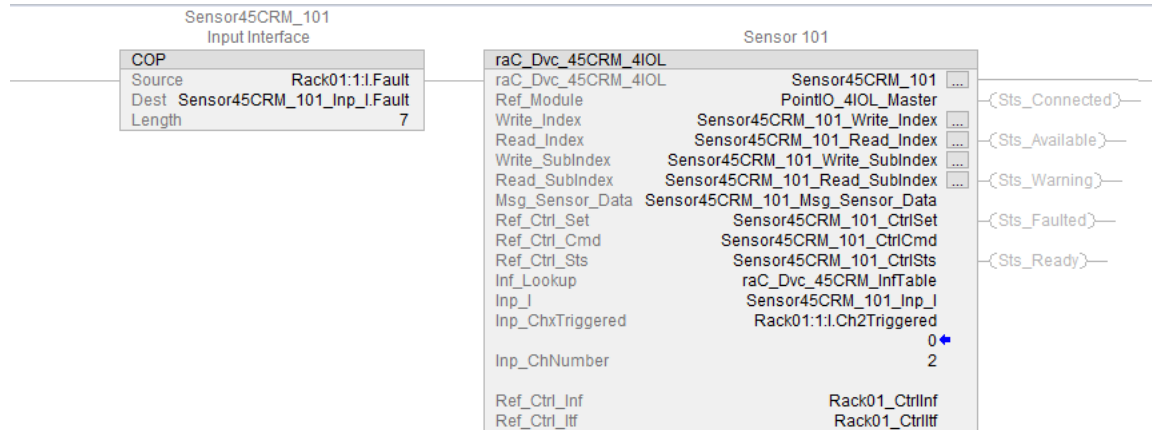 Sensor45CRM_101
Input Interface
COP
Source Rack01:1:I.Fault
Dest Sensor45CRM_101_Inp_I.Fault
Length 7
Sensor 101
raC_Dvc_45CRM_4IOL
raC_Dvc_45CRM_4IOL Sensor45CRM_101 ...
Ref_Module PointIO_4IOL_Master
Write_Index Sensor45CRM_101_Write_Index ...
Read_Index Sensor45CRM_101_Read_Index ...
Write_SubIndex Sensor45CRM_101_Write_SubIndex ...
Read_SubIndex Sensor45CRM_101_Read_SubIndex ...
Msg_Sensor_Data Sensor45CRM_101_Msg_Sensor_Data
Ref_Ctrl_Set Sensor45CRM_101_CtrlSet
Ref_Ctrl_Cmd Sensor45CRM_101_CtrlCmd
Ref_Ctrl_Sts Sensor45CRM_101_CtrlSts
Inf_Lookup raC_Dvc_45CRM_InfTable
Inp_I Sensor45CRM_101_Inp_I
Inp_ChxTriggered Rack01:1:I.Ch2Triggered
0
Inp_ChNumber 2
Ref_Ctrl_Inf Rack01_CtrlInf
Ref_Ctrl_Itf Rack01_CtrlItf
(Sts_Connected)
(Sts_Available)
(Sts_Warning)
(Sts_Faulted)
(Sts_Ready)